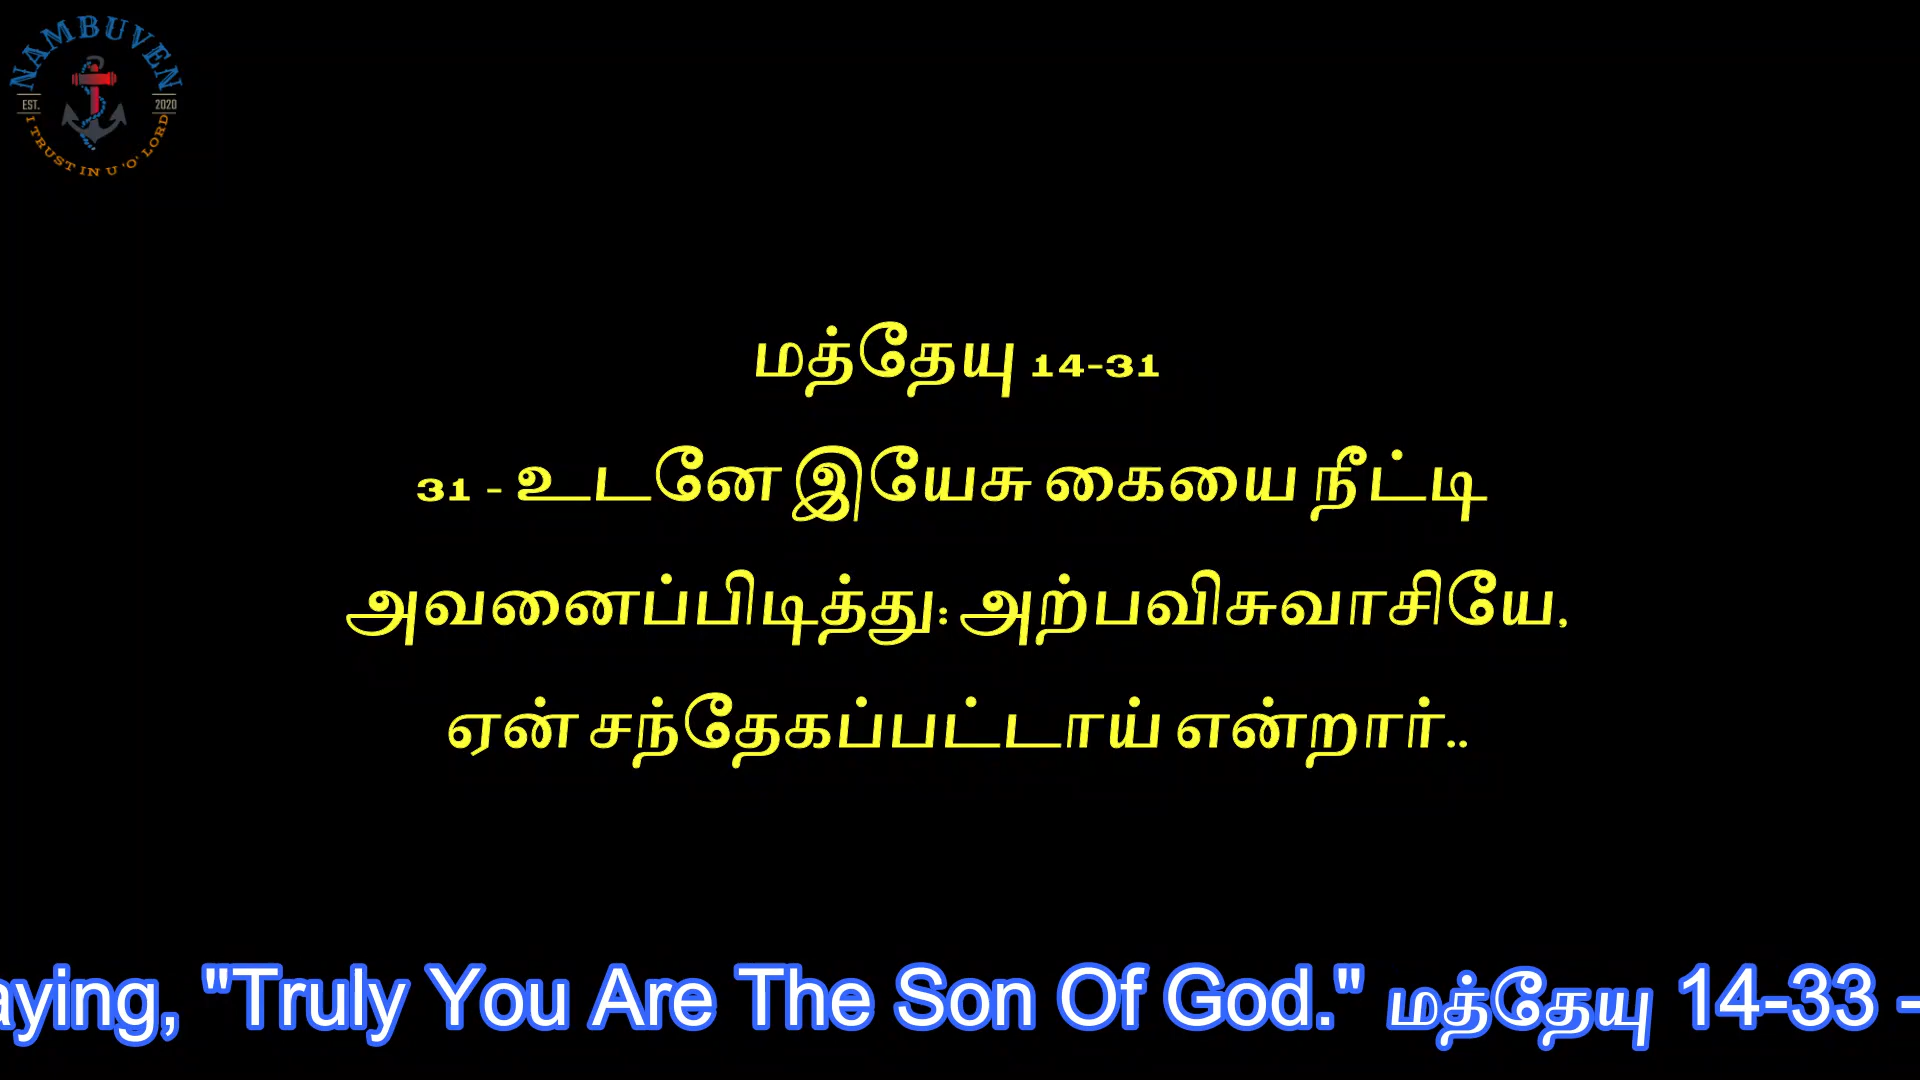 NAMBUVEN
EST. 2020
I TRUST IN U 'O' LORD
மத்தேயு 14-31
31 - உடனே இயேசு கையை நீட்டி
அவனைப்பிடித்து: அற்பவிசுவாசியே,
ஏன் சந்தேகப்பட்டாய் என்றார்..
aying, "Truly You Are The Son Of God." மத்தேயு 14-33 -